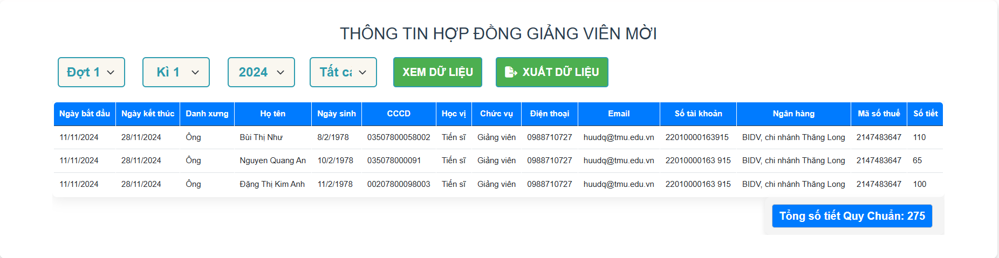 THÔNG TIN HỢP ĐỒNG GIẢNG VIÊN MỜI
Đợt 1 Kì 1 2024 Tất cả XEM DỮ LIỆU XUẤT DỮ LIỆU
Ngày bắt đầu Ngày kết thúc Danh xưng Họ tên Ngày sinh CCCD Học vị Chức vụ Điện thoại Email Số tài khoản Ngân hàng Mã số thuế Số tiết
11/11/2024 28/11/2024 Ông Bùi Thị Như 8/2/1978 03507800058002 Tiến sĩ Giảng viên 0988710727 huudq@tmu.edu.vn 22010000163915 BIDV, chi nhánh Thăng Long 2147483647 110
11/11/2024 28/11/2024 Ông Nguyen Quang An 10/2/1978 035078000091 Tiến sĩ Giảng viên 0988710727 huudq@tmu.edu.vn 22010000163 915 BIDV, chi nhánh Thăng Long 2147483647 65
11/11/2024 28/11/2024 Ông Đặng Thị Kim Anh 11/2/1978 00207800098003 Tiến sĩ Giảng viên 0988710727 huudq@tmu.edu.vn 22010000163 915 BIDV, chi nhánh Thăng Long 2147483647 100
Tổng số tiết Quy Chuẩn: 275